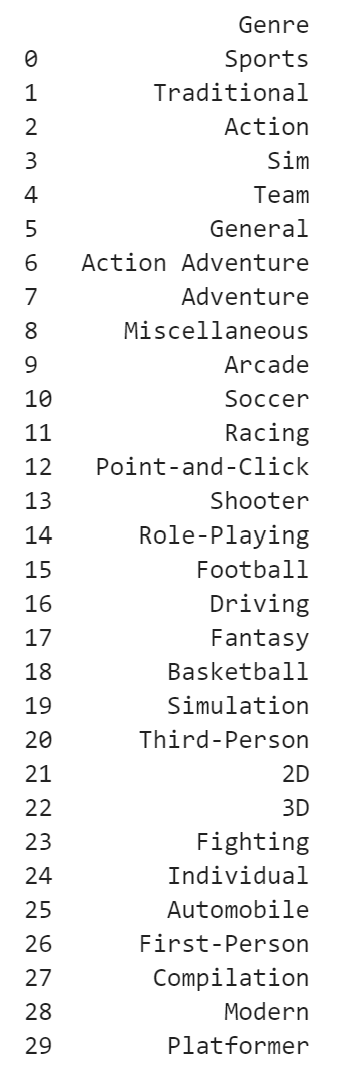 Genre
0 Sports
1 Traditional
2 Action
3 Sim
4 Team
5 General
6 Action Adventure
7 Adventure
8 Miscellaneous
9 Arcade
10 Soccer
11 Racing
12 Point-and-Click
13 Shooter
14 Role-Playing
15 Football
16 Driving
17 Fantasy
18 Basketball
19 Simulation
20 Third-Person
21 2D
22 3D
23 Fighting
24 Individual
25 Automobile
26 First-Person
27 Compilation
28 Modern
29 Platformer